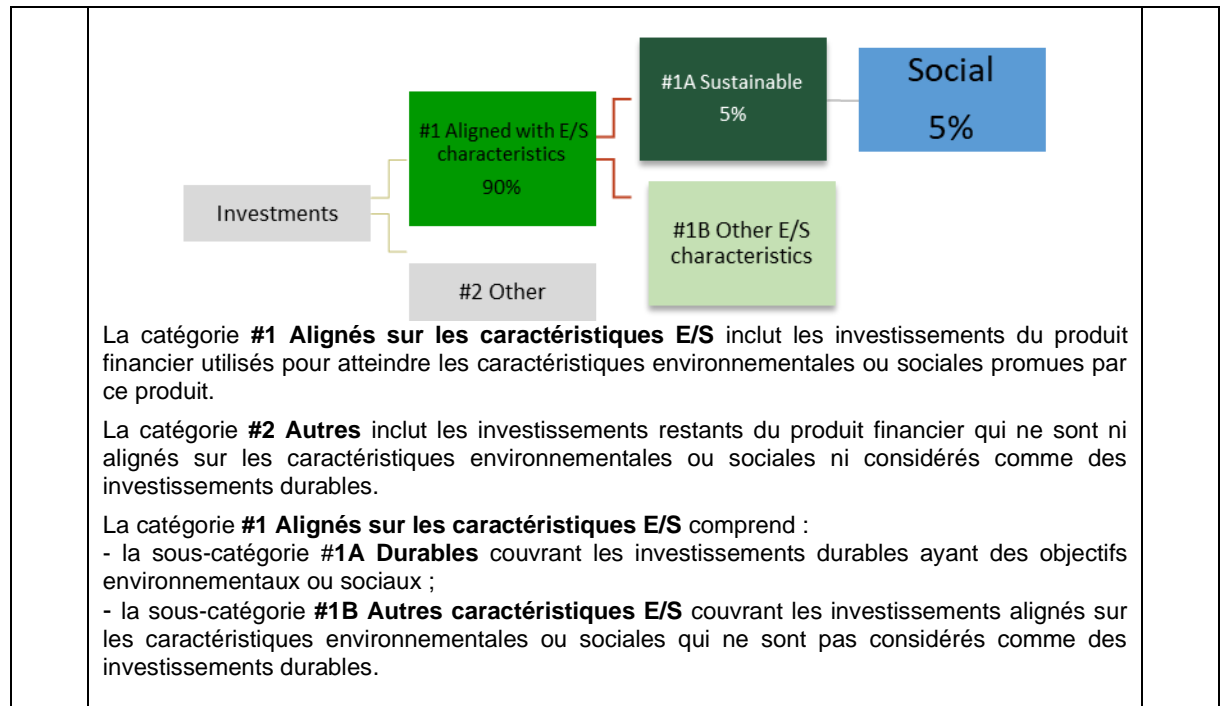 Social
5%
#1A Sustainable
5%
#1 Aligned with E/S
characteristics
90%
Investments
#1B Other E/S
characteristics
#2 Other
La catégorie #1 Alignés sur les caractéristiques E/S inclut les investissements du produit
financier utilisés pour atteindre les caractéristiques environnementales ou sociales promues par
ce produit.
La catégorie #2 Autres inclut les investissements restants du produit financier qui ne sont ni
alignés sur les caractéristiques environnementales ou sociales ni considérés comme des
investissements durables.
La catégorie #1 Alignés sur les caractéristiques E/S comprend :
- la sous-catégorie #1A Durables couvrant les investissements durables ayant des objectifs
environnementaux ou sociaux ;
- la sous-catégorie #1B Autres caractéristiques E/S couvrant les investissements alignés sur
les caractéristiques environnementales ou sociales qui ne sont pas considérés comme des
investissements durables.